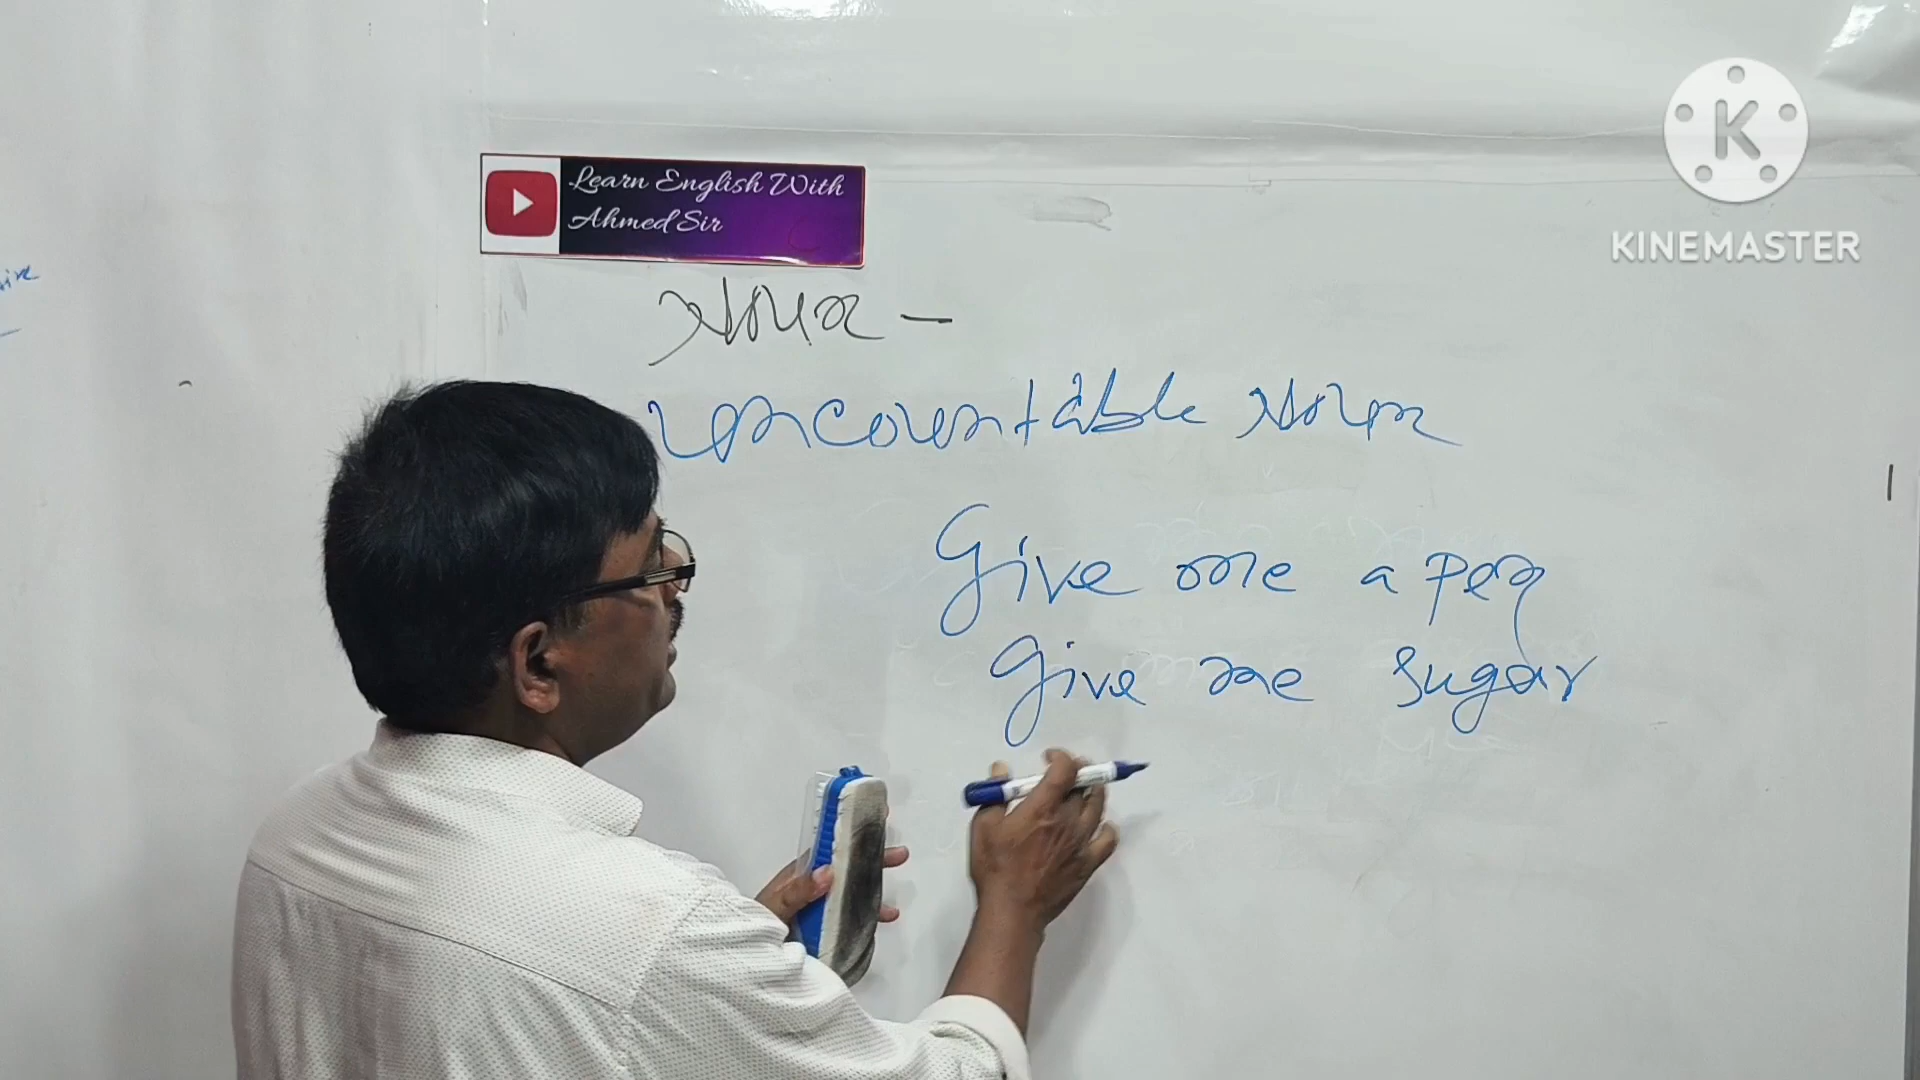 Learn English With
Ahmed Sir
KINEMASTER
Noun -
uncountable Noun
Give me a pen
Give me sugar